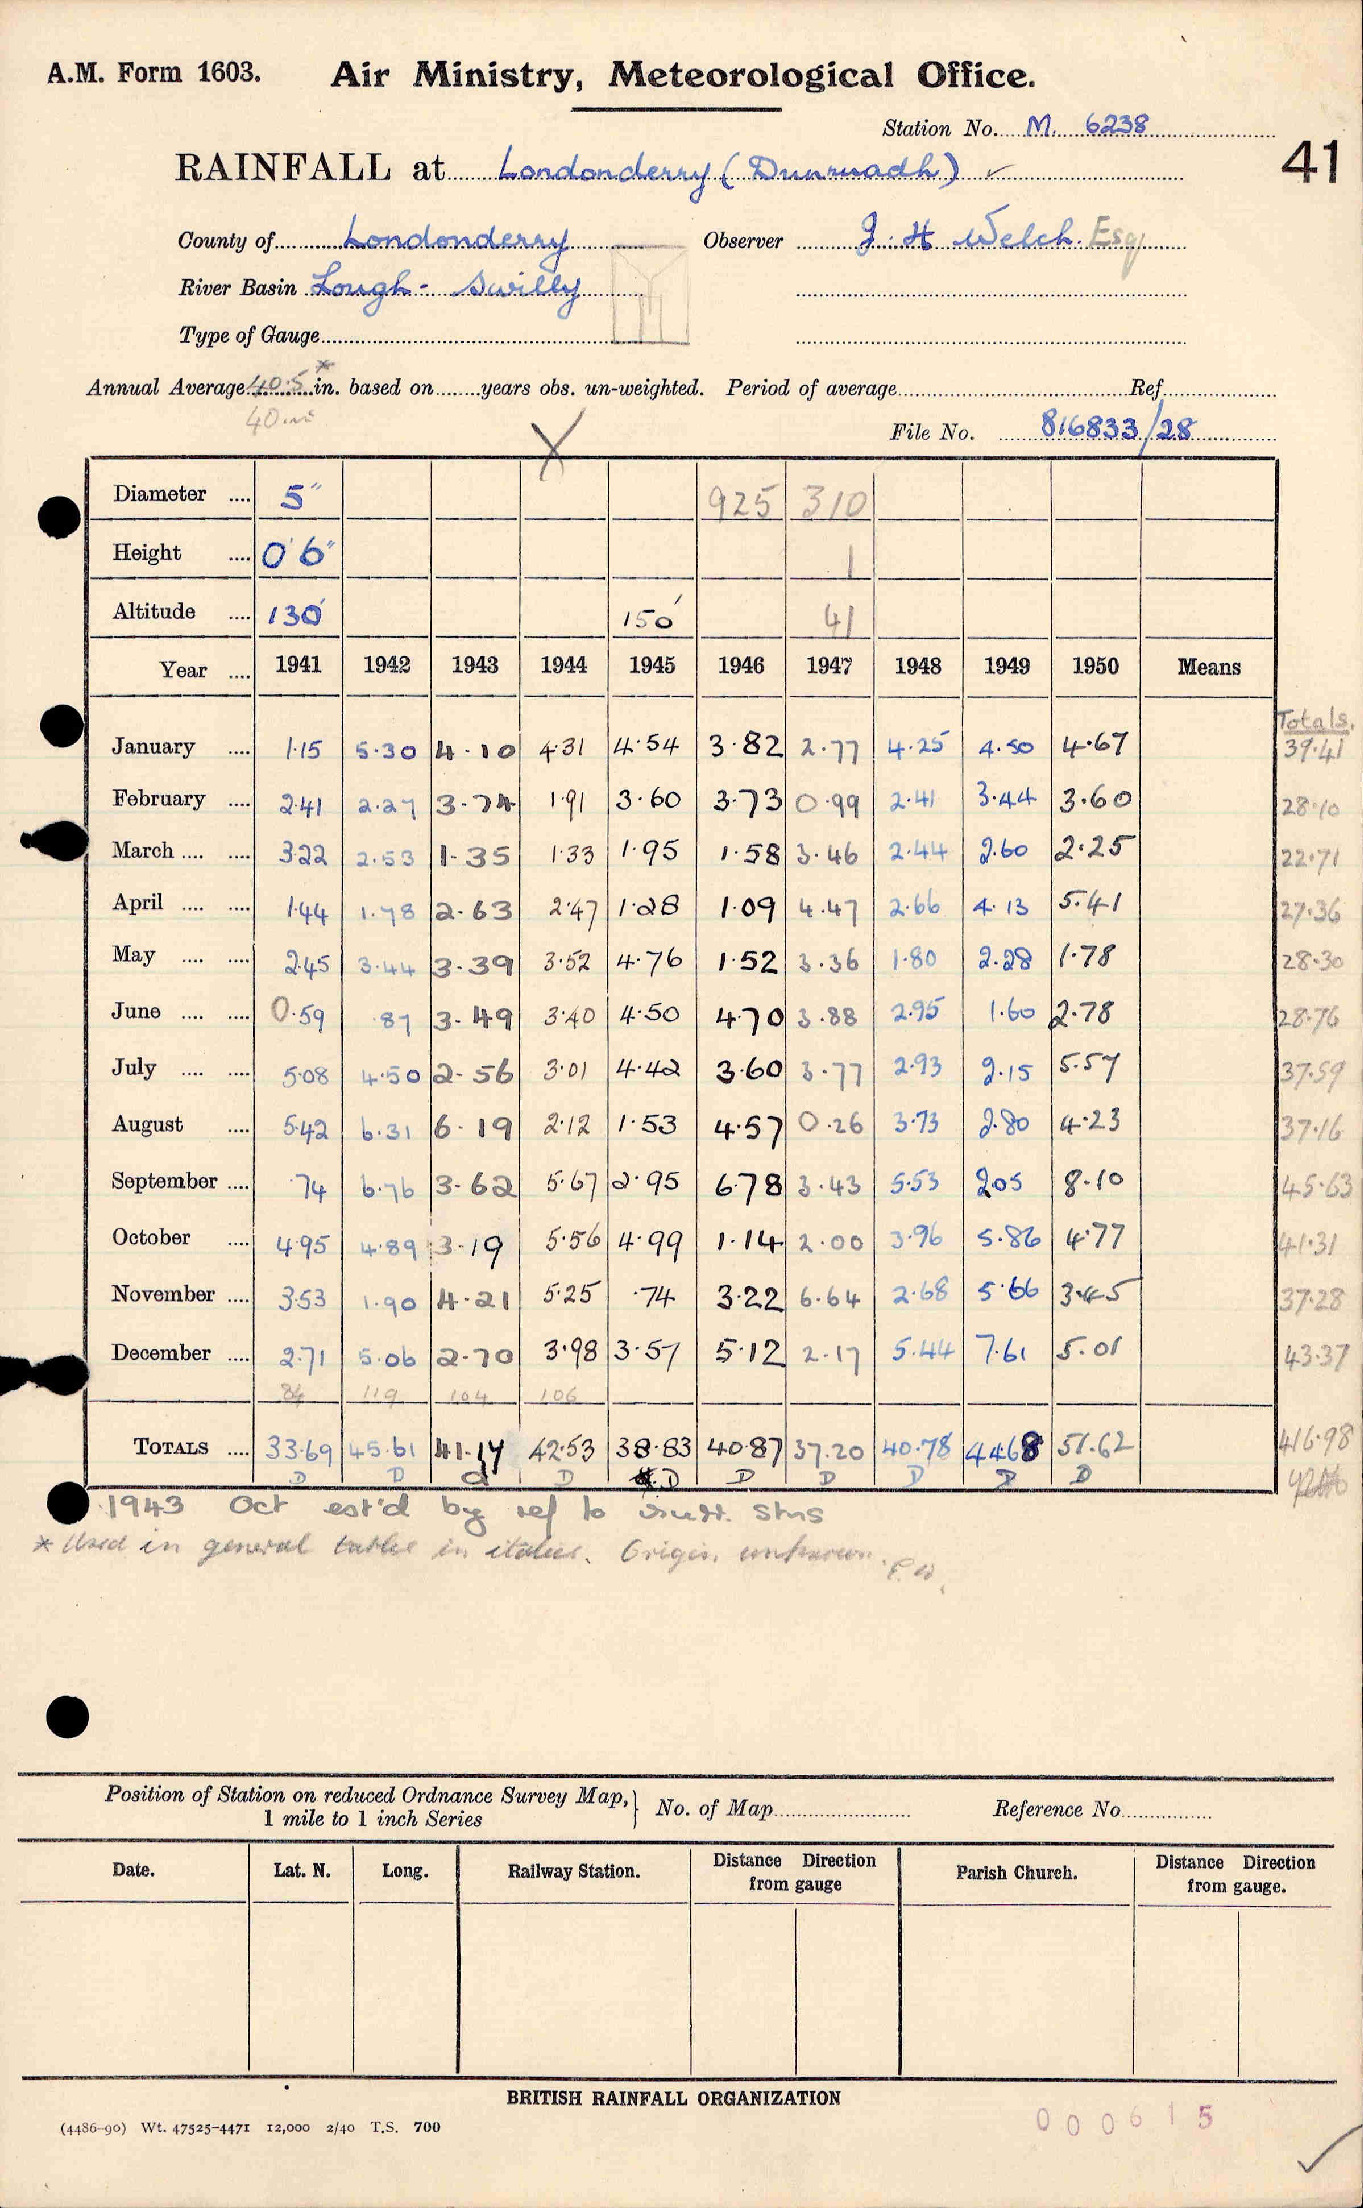 A.M. Form 1603. Air Ministry, Meteorological Office.
Station No. M. 6238
41
RAINFALL at Londonderry (Dunruadh) ✓
County of Londonderry Observer J. H Welch. Esq
River Basin Lough- Swilly
Type of Gauge
Annual Average 40.5* in. based on years obs. un-weighted. Period of average Ref
40 in
File No. 816833/28
X
Diameter .... 5" 925 310
Height .... 0'6" 1
Altitude .... 130' 150' 41
Year .... 1941 1942 1943 1944 1945 1946 1947 1948 1949 1950 Means
Totals.
January .... 1.15 5.30 4.10 4.31 4.54 3.82 2.77 4.25 4.50 4.67 39.41
February .... 2.41 2.27 3.74 1.91 3.60 3.73 0.99 2.41 3.44 3.60 28.10
March .... .... 3.22 2.53 1.35 1.33 1.95 1.58 3.46 2.44 2.60 2.25 22.71
April .... .... 1.44 1.78 2.63 2.47 1.28 1.09 4.47 2.66 4.13 5.41 27.36
May .... .... 2.45 3.44 3.39 3.52 4.76 1.52 3.36 1.80 2.28 1.78 28.30
June .... .... 0.59 .87 3.49 3.40 4.50 4.70 3.88 2.95 1.60 2.78 28.76
July .... .... 5.08 4.50 2.56 3.01 4.42 3.60 3.77 2.93 2.15 5.57 37.59
August .... 5.42 6.31 6.19 2.12 1.53 4.57 0.26 3.73 2.80 4.23 37.16
September .... .74 6.76 3.62 5.67 2.95 6.78 3.43 5.53 2.05 8.10 45.63
October .... 4.95 4.89 3.19 5.56 4.99 1.14 2.00 3.96 5.86 4.77 41.31
November .... 3.53 1.90 4.21 5.25 .74 3.22 6.64 2.68 5.66 3.45 37.28
December .... 2.71 5.06 2.70 3.98 3.57 5.12 2.17 5.44 7.61 5.01 43.37
84 119 104 106
TOTALS .... 33.69 45.61 41.17 42.53 38.83 40.87 37.20 40.78 44.68 51.62 416.98
D D d D D D D D D D
1943 Oct est'd by ref to surr. stns
* Used in general table in italics. Origin unknown. P.W.
Position of Station on reduced Ordnance Survey Map,} No. of Map Reference No
1 mile to 1 inch Series
Date. Lat. N. Long. Railway Station. Distance Direction from gauge Parish Church. Distance Direction from gauge.
BRITISH RAINFALL ORGANIZATION
(4486-90) Wt. 47525-4471 12,000 2/40 T.S. 700
000615
✓